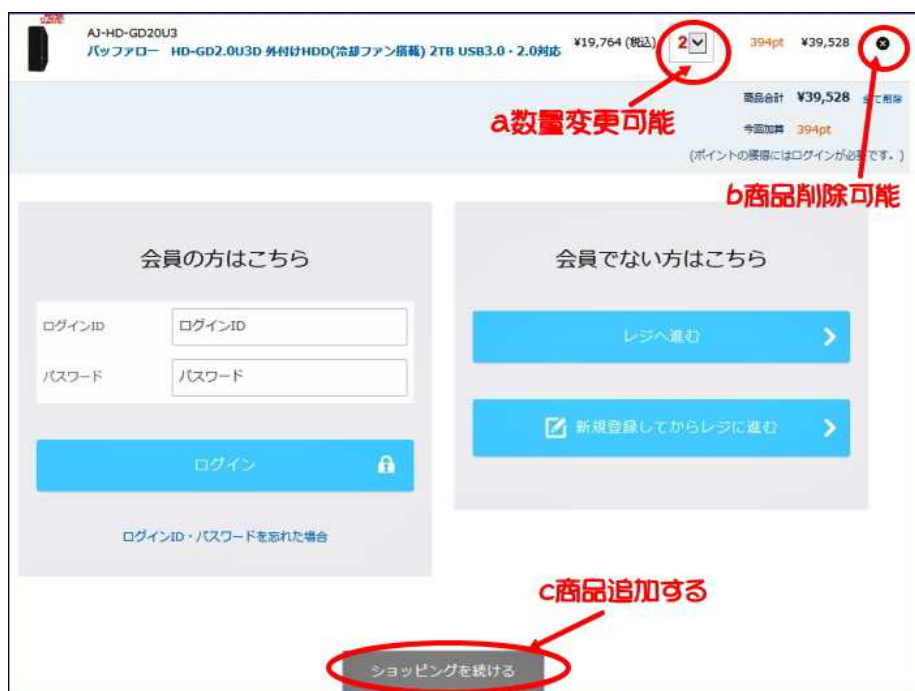 AJ-HD-GD20U3
バッファロー HD-GD2.0U3D 外付けHDD(冷却ファン搭載) 2TB USB3.0・2.0対応 ¥19,764 (税込) 2 394pt ¥39,528
商品合計 ¥39,528 全て削除
a数量変更可能
今回加算 394pt
(ポイントの獲得にはログインが必要です。)
b商品削除可能
会員の方はこちら
ログインID ログインID
パスワード パスワード
ログイン
ログインID・パスワードを忘れた場合
会員でない方はこちら
レジへ進む
新規登録してからレジに進む
c商品追加する
ショッピングを続ける